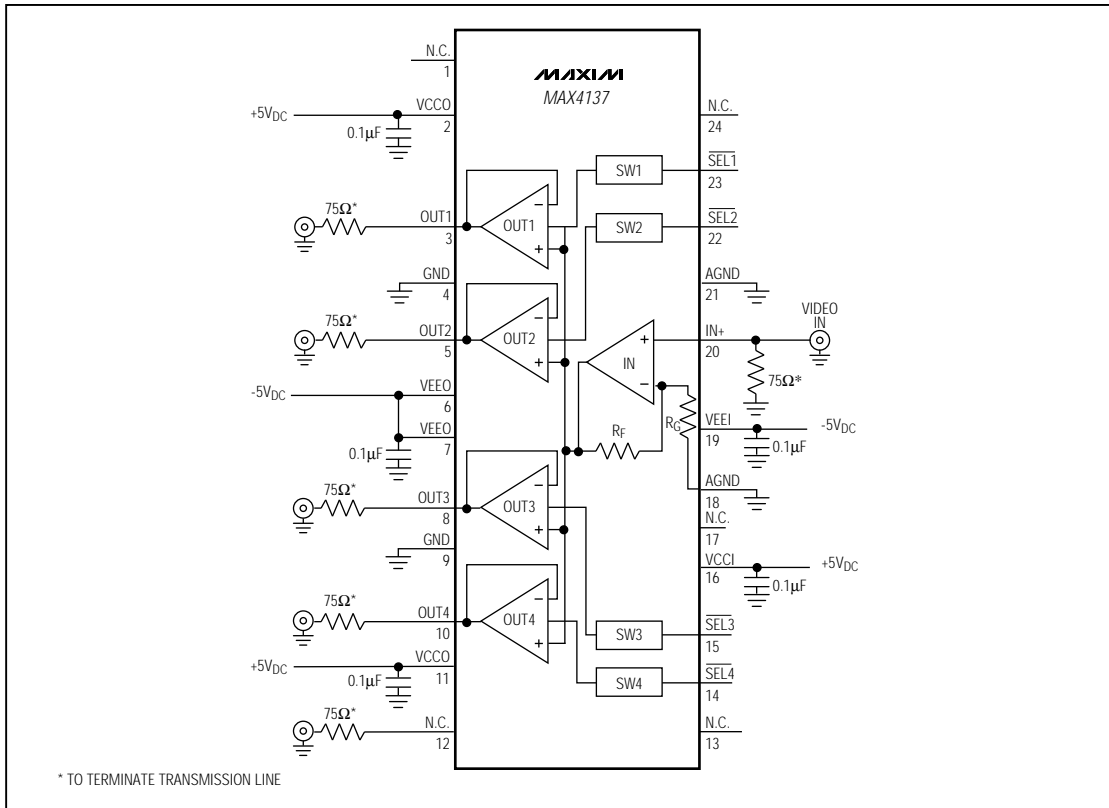 MAXIM
MAX4137
N.C.
1
+5VDC
VCCO
2
0.1µF
75Ω*
OUT1
3
GND
4
75Ω*
OUT2
5
-5VDC
VEEO
6
VEEO
7
0.1µF
75Ω*
OUT3
8
GND
9
75Ω*
OUT4
10
+5VDC
VCCO
11
0.1µF
75Ω*
N.C.
12
OUT1
−
+
OUT2
−
+
OUT3
−
+
OUT4
−
+
SW1
SW2
IN
+
−
RF
RG
SW3
SW4
N.C.
24
SEL1
23
SEL2
22
AGND
21
VIDEO
IN
IN+
20
75Ω*
VEEI
19
-5VDC
0.1µF
AGND
18
N.C.
17
VCCI
16
+5VDC
0.1µF
SEL3
15
SEL4
14
N.C.
13
* TO TERMINATE TRANSMISSION LINE